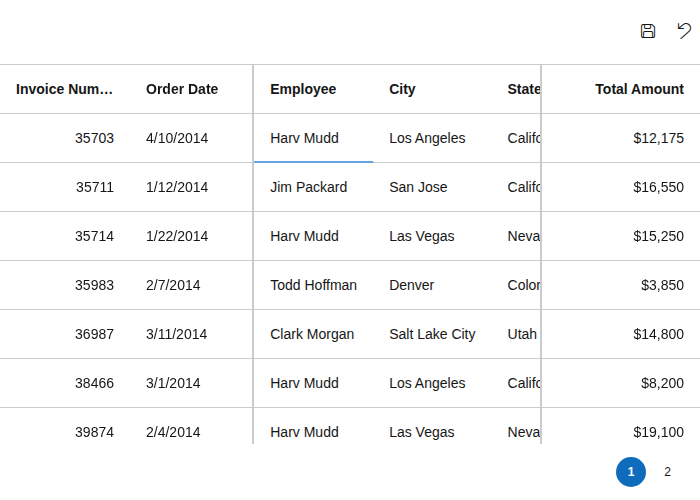 Invoice Num… Order Date Employee City State Total Amount
35703 4/10/2014 Harv Mudd Los Angeles Califo $12,175
35711 1/12/2014 Jim Packard San Jose Califo $16,550
35714 1/22/2014 Harv Mudd Las Vegas Neva $15,250
35983 2/7/2014 Todd Hoffman Denver Color $3,850
36987 3/11/2014 Clark Morgan Salt Lake City Utah $14,800
38466 3/1/2014 Harv Mudd Los Angeles Califo $8,200
39874 2/4/2014 Harv Mudd Las Vegas Neva $19,100
1 2